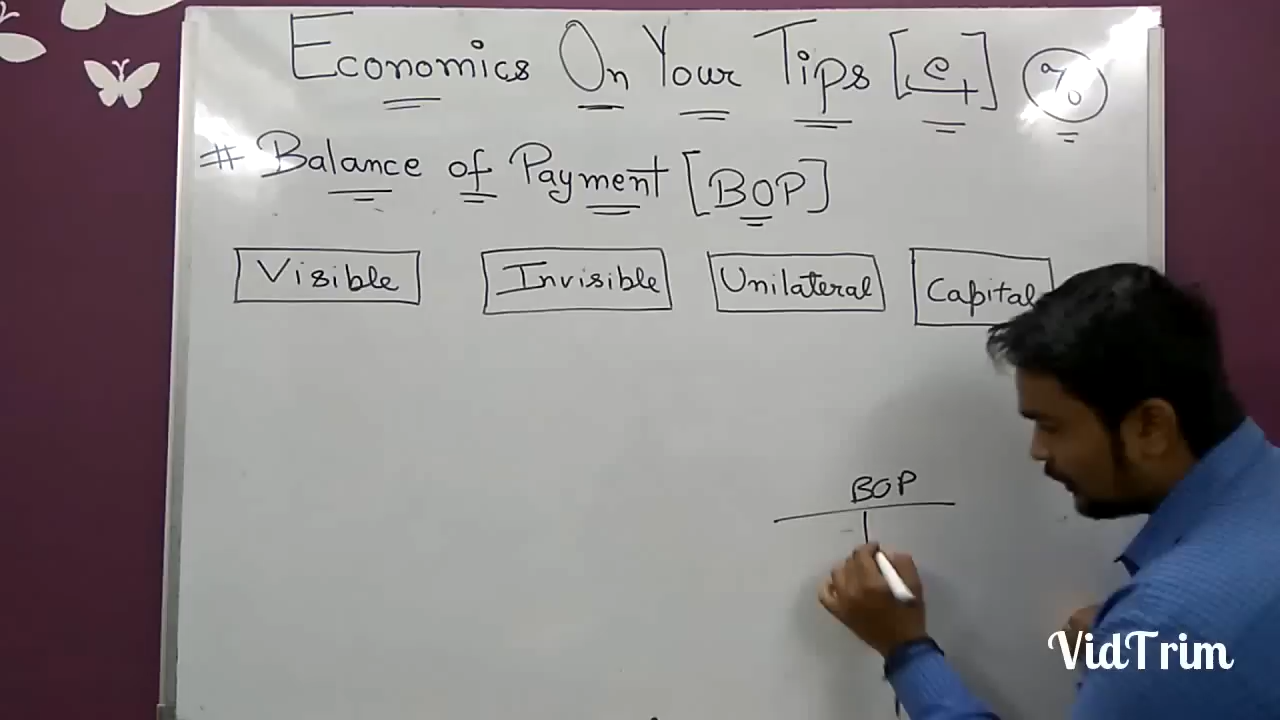 Economics On Your Tips [e+] %
# Balance of Payment [BOP]
Visible Invisible Unilateral Capital
BOP
VidTrim